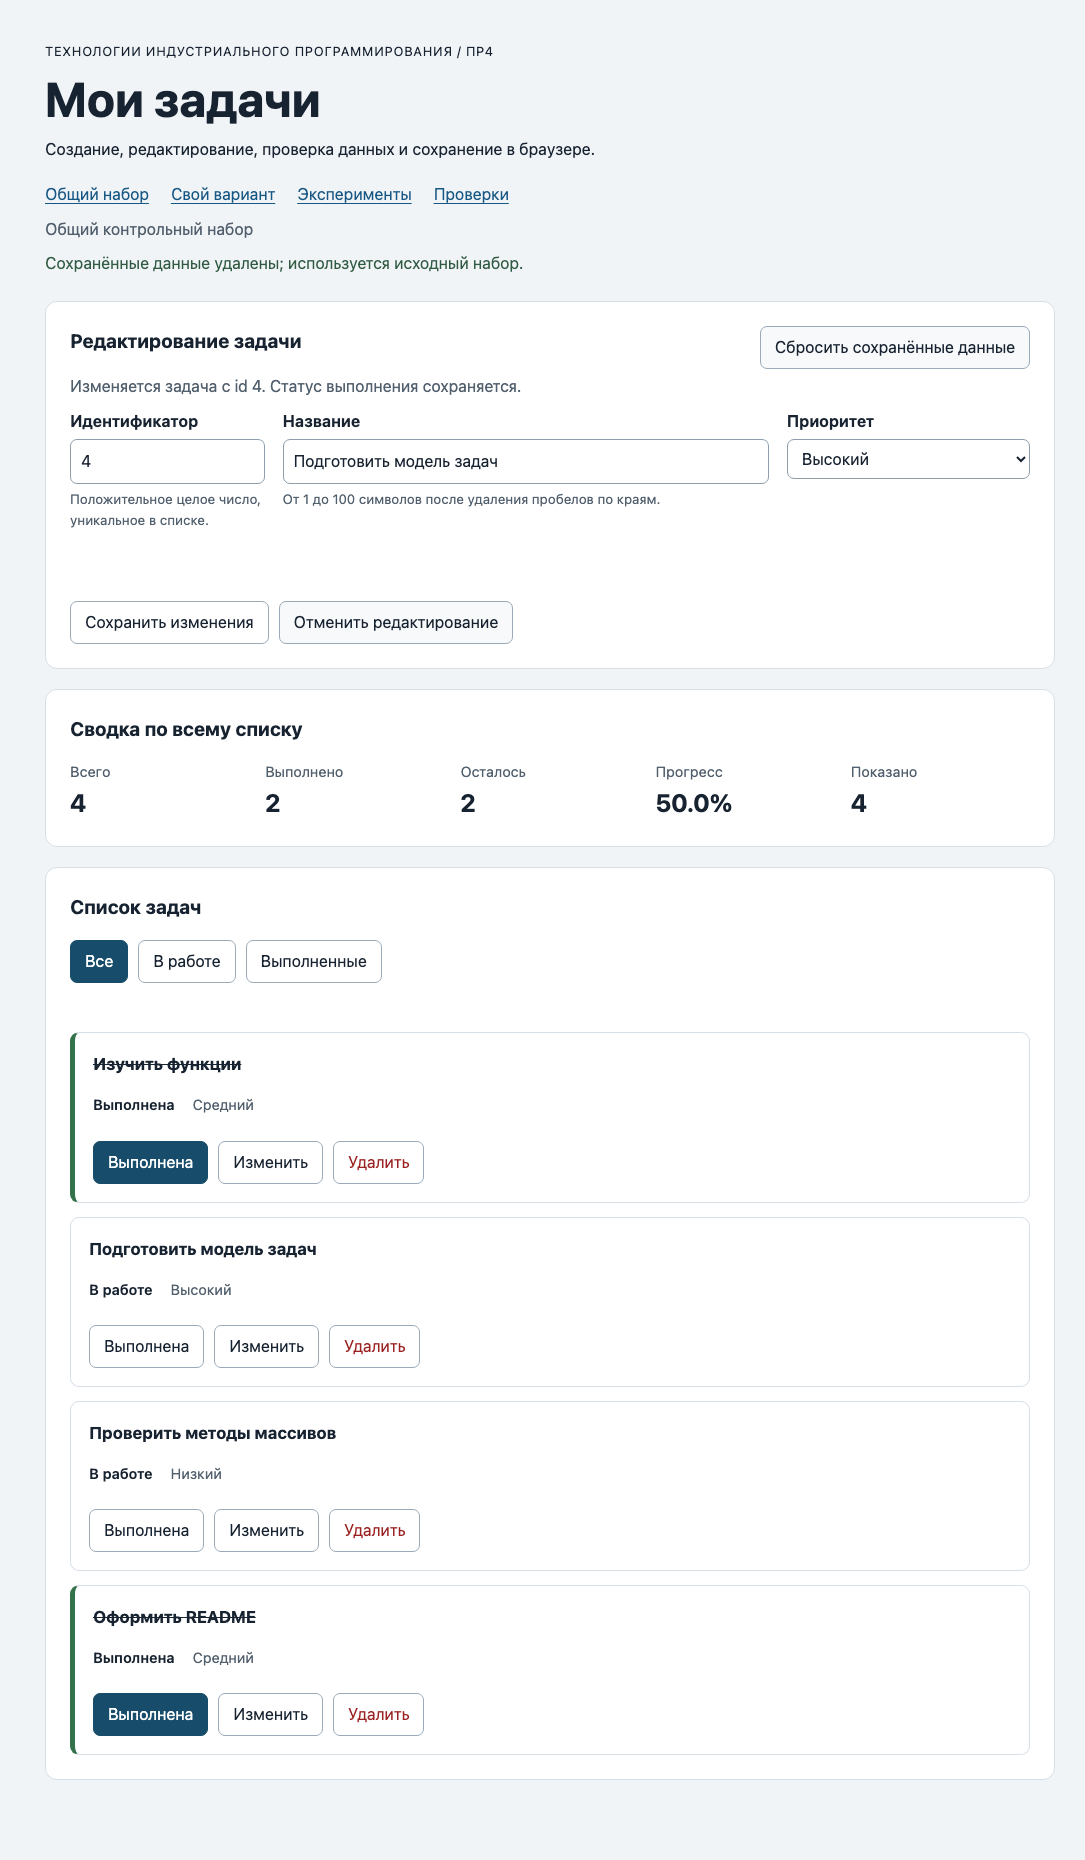 ТЕХНОЛОГИИ ИНДУСТРИАЛЬНОГО ПРОГРАММИРОВАНИЯ / ПР4
Мои задачи
Создание, редактирование, проверка данных и сохранение в браузере.
Общий набор Свой вариант Эксперименты Проверки
Общий контрольный набор
Сохранённые данные удалены; используется исходный набор.
Редактирование задачи
Сбросить сохранённые данные
Изменяется задача с id 4. Статус выполнения сохраняется.
Идентификатор Название Приоритет
4 Подготовить модель задач Высокий
Положительное целое число, От 1 до 100 символов после удаления пробелов по краям.
уникальное в списке.
Сохранить изменения Отменить редактирование
Сводка по всему списку
Всего Выполнено Осталось Прогресс Показано
4 2 2 50.0% 4
Список задач
Все В работе Выполненные
Изучить функции
Выполнена Средний
Выполнена Изменить Удалить
Подготовить модель задач
В работе Высокий
Выполнена Изменить Удалить
Проверить методы массивов
В работе Низкий
Выполнена Изменить Удалить
Оформить README
Выполнена Средний
Выполнена Изменить Удалить